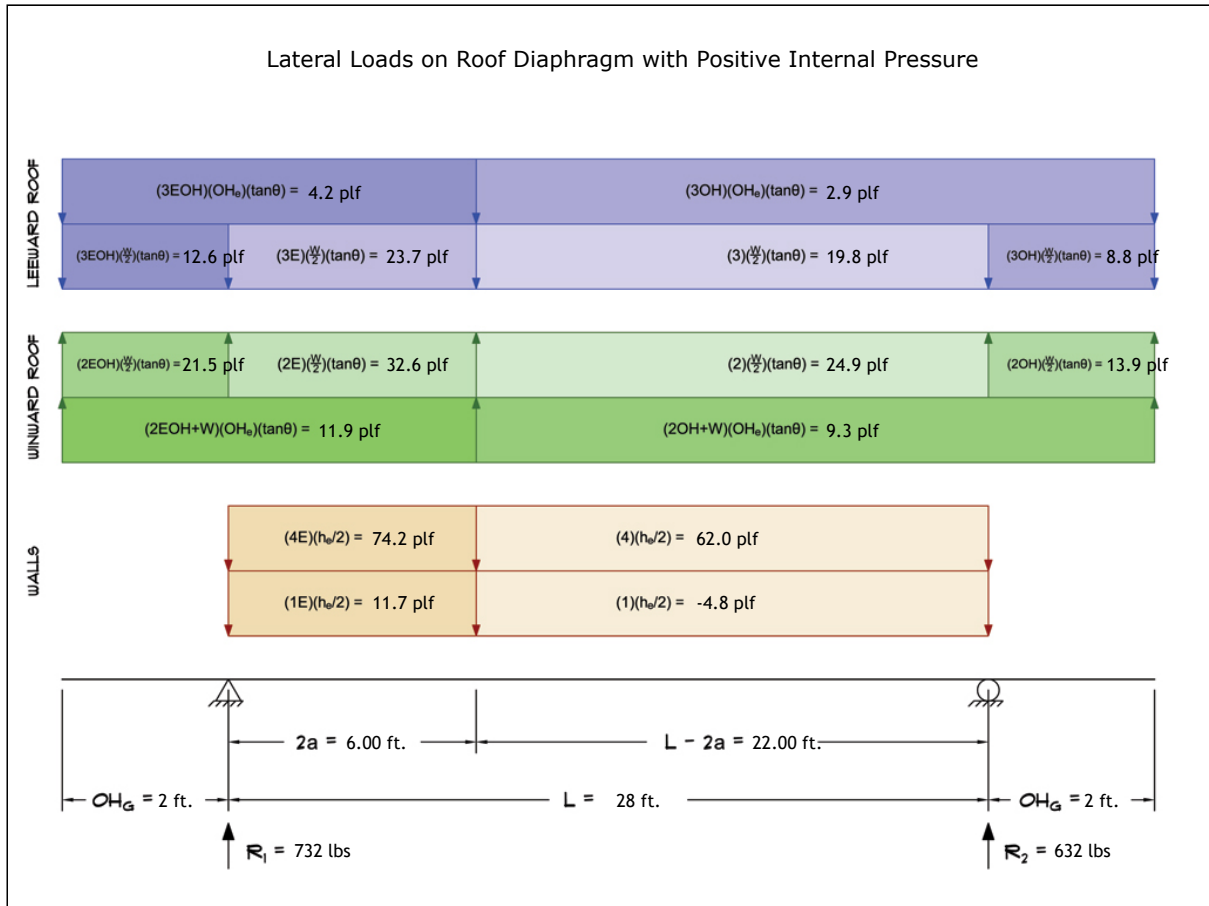 Lateral Loads on Roof Diaphragm with Positive Internal Pressure
LEEWARD ROOF
(3EOH)(OHₑ)(tanθ) = 4.2 plf
(3OH)(OHₑ)(tanθ) = 2.9 plf
(3EOH)(W/2)(tanθ) = 12.6 plf
(3E)(W/2)(tanθ) = 23.7 plf
(3)(W/2)(tanθ) = 19.8 plf
(3OH)(W/2)(tanθ) = 8.8 plf
WINWARD ROOF
(2EOH)(W/2)(tanθ) = 21.5 plf
(2E)(W/2)(tanθ) = 32.6 plf
(2)(W/2)(tanθ) = 24.9 plf
(2OH)(W/2)(tanθ) = 13.9 plf
(2EOH+W)(OHₑ)(tanθ) = 11.9 plf
(2OH+W)(OHₑ)(tanθ) = 9.3 plf
WALLS
(4E)(hₑ/2) = 74.2 plf
(4)(hₑ/2) = 62.0 plf
(1E)(hₑ/2) = 11.7 plf
(1)(hₑ/2) = -4.8 plf
2a = 6.00 ft.
L - 2a = 22.00 ft.
OH_G = 2 ft.
L = 28 ft.
OH_G = 2 ft.
R₁ = 732 lbs
R₂ = 632 lbs